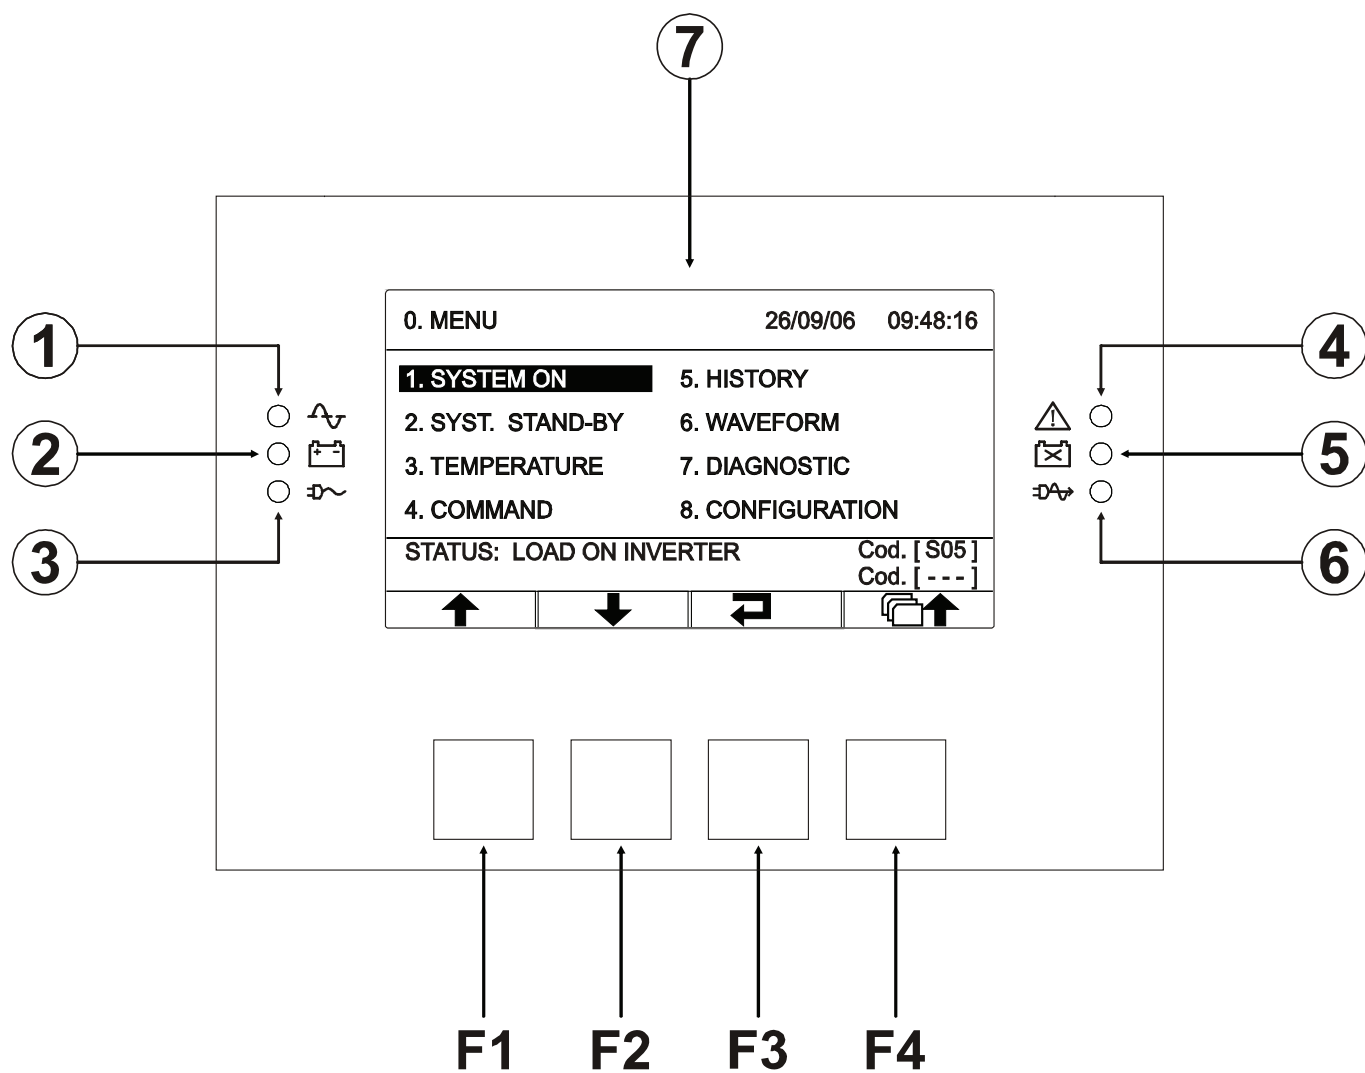 7
0. MENU 26/09/06 09:48:16
1. SYSTEM ON 5. HISTORY
2. SYST. STAND-BY 6. WAVEFORM
3. TEMPERATURE 7. DIAGNOSTIC
4. COMMAND 8. CONFIGURATION
STATUS: LOAD ON INVERTER Cod. [ S05 ]
Cod. [ - - - ]
1
2
3
4
5
6
F1 F2 F3 F4